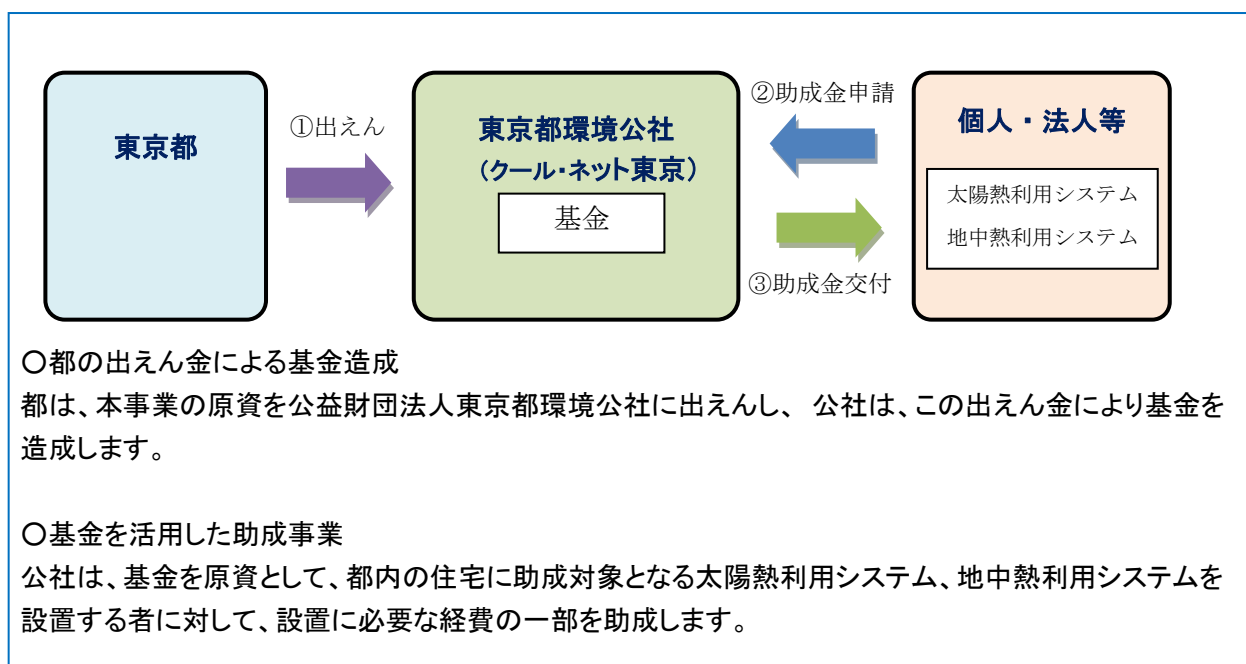 東京都
①出えん
東京都環境公社
(クール・ネット東京)
基金
②助成金申請
③助成金交付
個人・法人等
太陽熱利用システム
地中熱利用システム
○都の出えん金による基金造成
都は、本事業の原資を公益財団法人東京都環境公社に出えんし、 公社は、この出えん金により基金を
造成します。
○基金を活用した助成事業
公社は、基金を原資として、都内の住宅に助成対象となる太陽熱利用システム、地中熱利用システムを
設置する者に対して、設置に必要な経費の一部を助成します。